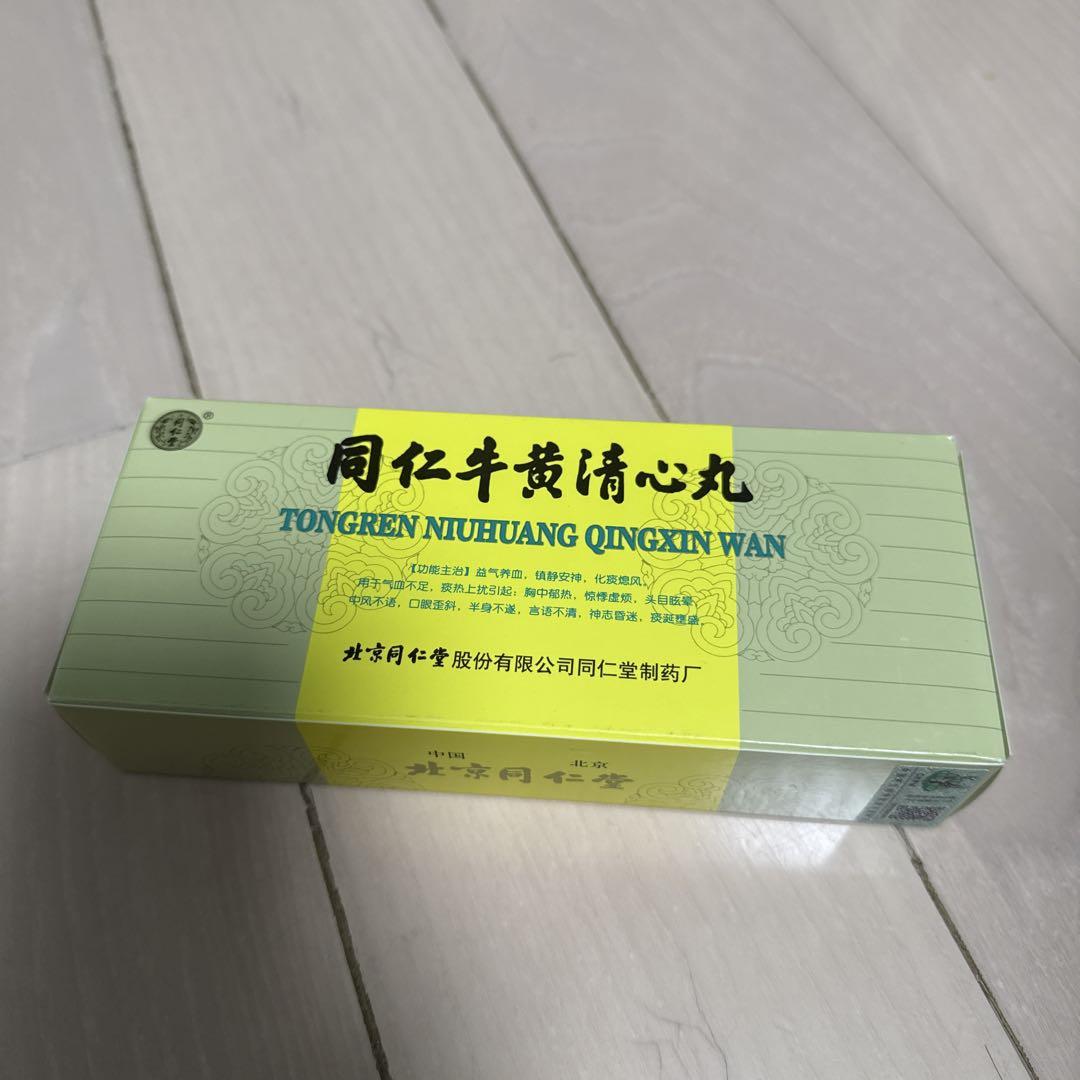 同仁堂
®
同仁牛黄清心丸
TONGREN NIUHUANG QINGXIN WAN
【功能主治】益气养血，镇静安神，化痰熄风。
用于气血不足，痰热上扰引起：胸中郁热，惊悸虚烦，头目眩晕，
中风不语，口眼歪斜，半身不遂，言语不清，神志昏迷，痰涎壅盛。
北京同仁堂股份有限公司同仁堂制药厂
中国 北京
北京同仁堂